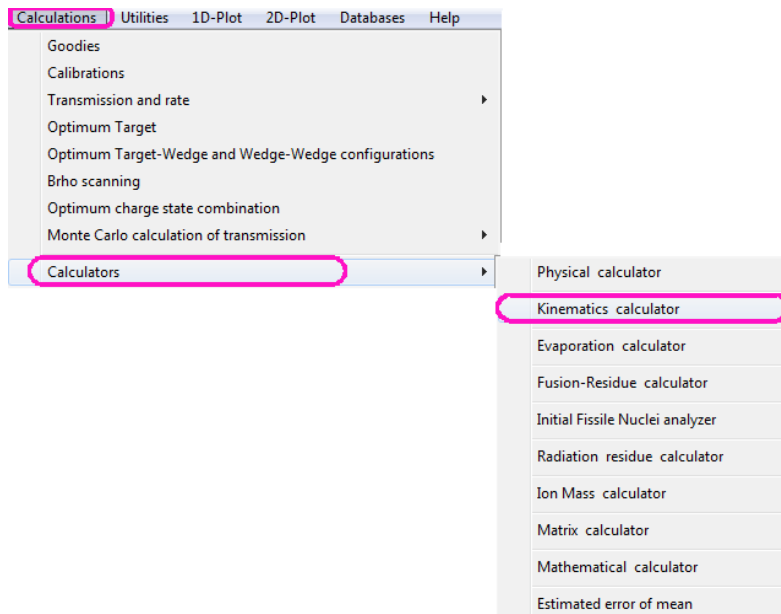 Calculations Utilities 1D-Plot 2D-Plot Databases Help
Goodies
Calibrations
Transmission and rate
Optimum Target
Optimum Target-Wedge and Wedge-Wedge configurations
Brho scanning
Optimum charge state combination
Monte Carlo calculation of transmission
Calculators
Physical calculator
Kinematics calculator
Evaporation calculator
Fusion-Residue calculator
Initial Fissile Nuclei analyzer
Radiation residue calculator
Ion Mass calculator
Matrix calculator
Mathematical calculator
Estimated error of mean